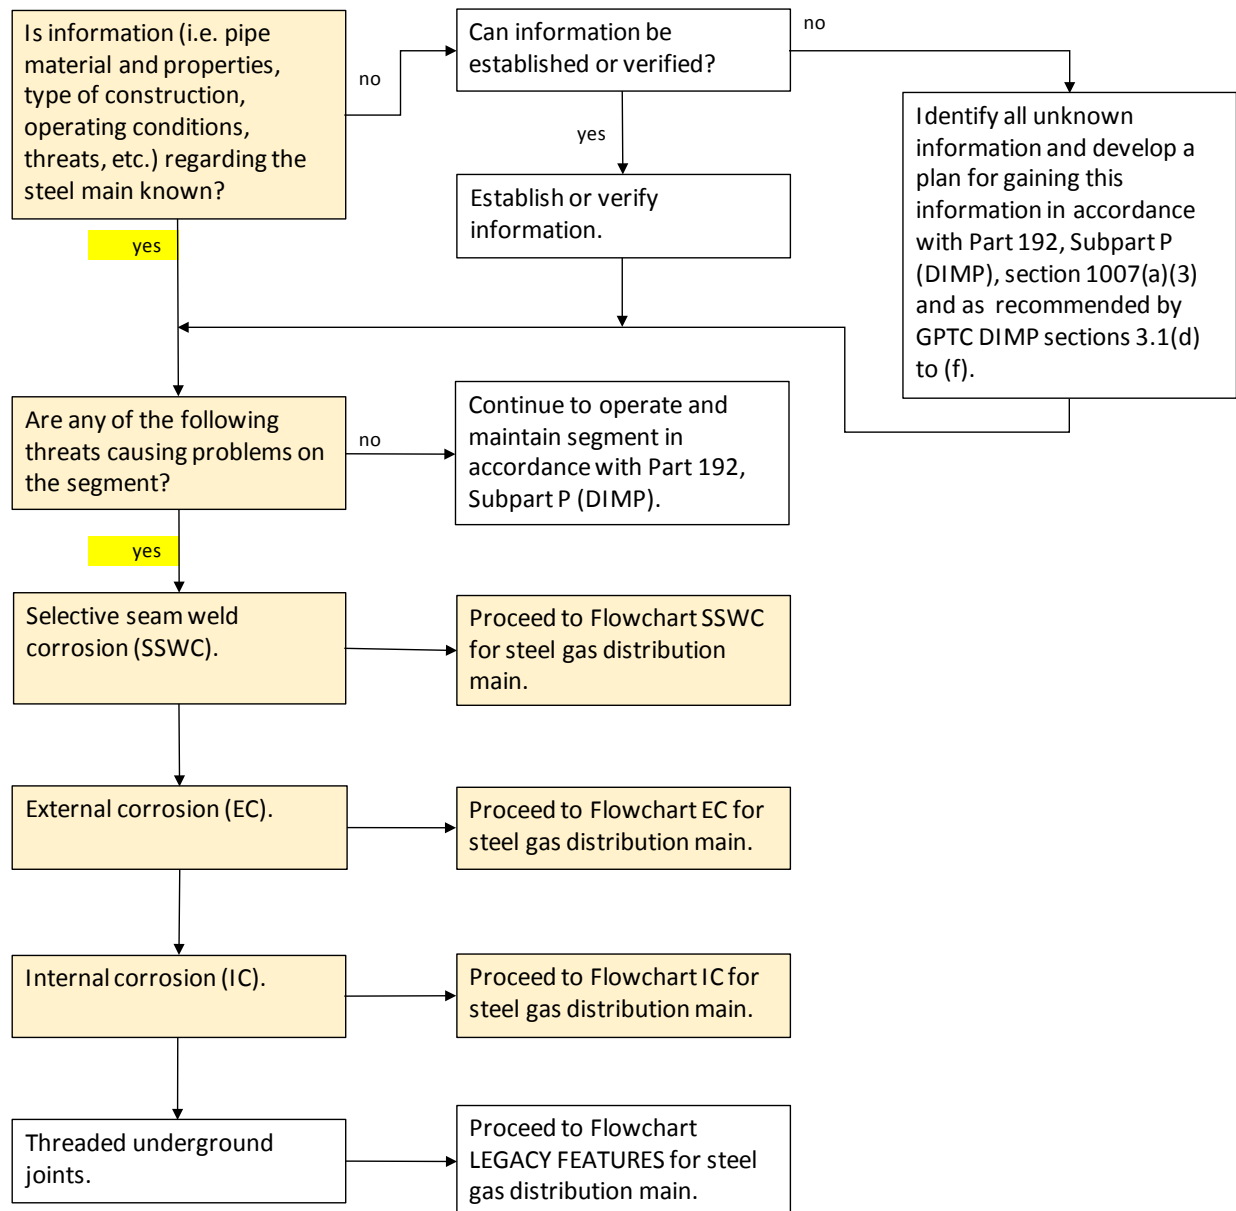 Is information (i.e. pipe
material and properties,
type of construction,
operating conditions,
threats, etc.) regarding the
steel main known?
no
Can information be
established or verified?
no
yes
Establish or verify
information.
Identify all unknown
information and develop a
plan for gaining this
information in accordance
with Part 192, Subpart P
(DIMP), section 1007(a)(3)
and as recommended by
GPTC DIMP sections 3.1(d)
to (f).
yes
Are any of the following
threats causing problems on
the segment?
no
Continue to operate and
maintain segment in
accordance with Part 192,
Subpart P (DIMP).
yes
Selective seam weld
corrosion (SSWC).
Proceed to Flowchart SSWC
for steel gas distribution
main.
External corrosion (EC).
Proceed to Flowchart EC for
steel gas distribution main.
Internal corrosion (IC).
Proceed to Flowchart IC for
steel gas distribution main.
Threaded underground
joints.
Proceed to Flowchart
LEGACY FEATURES for steel
gas distribution main.